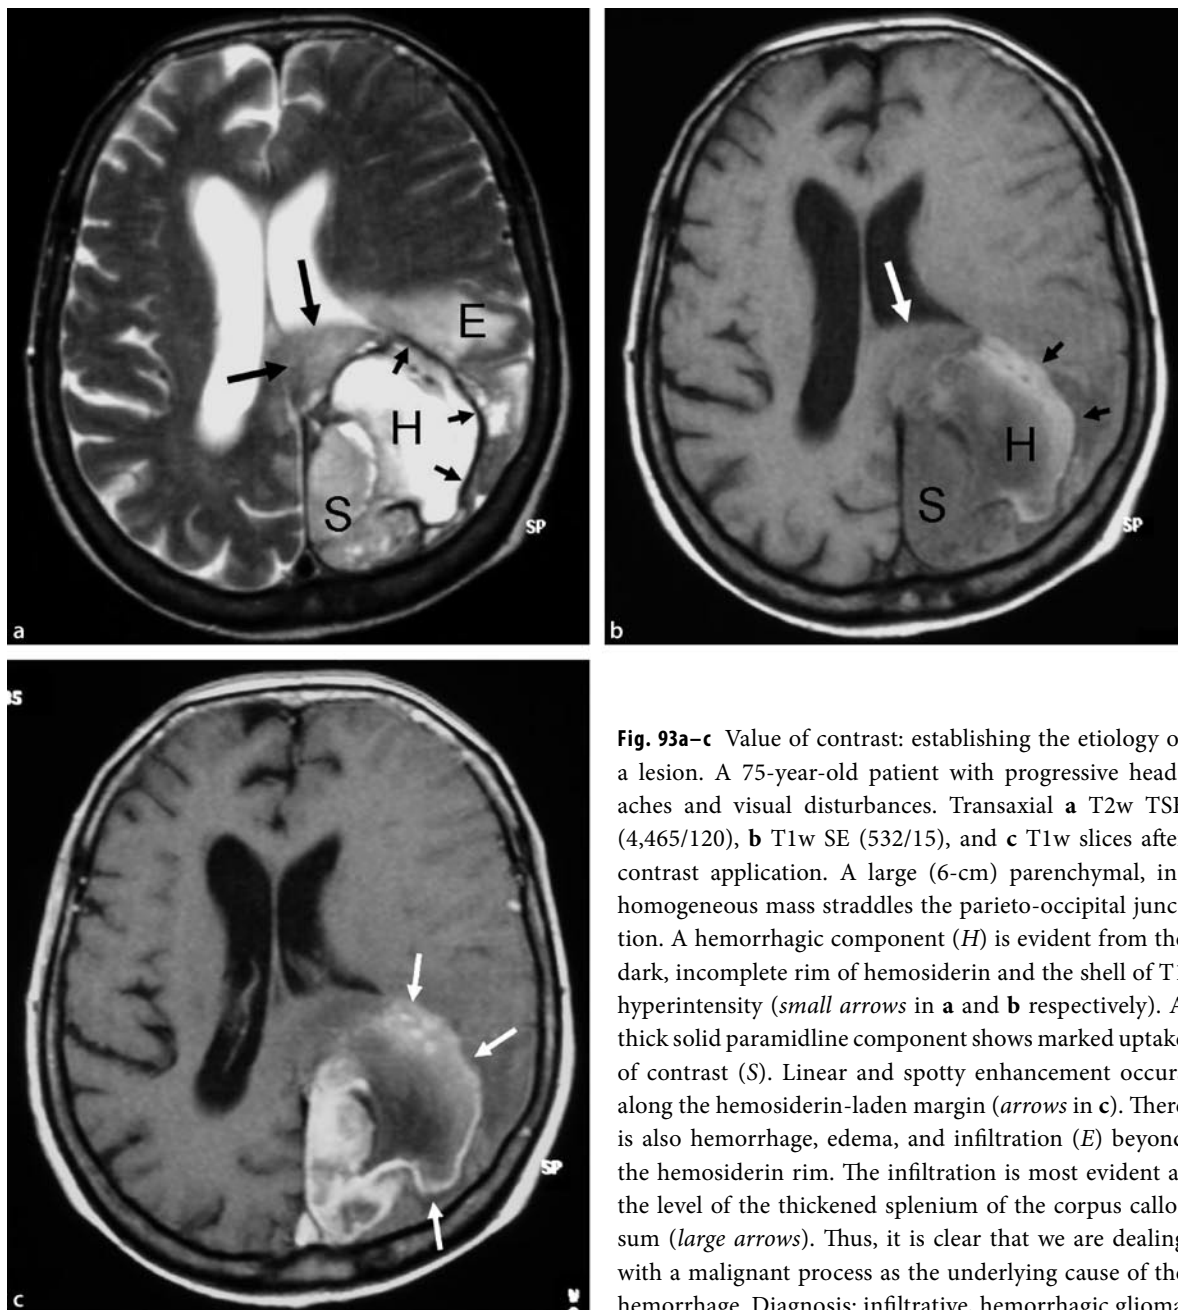 E
H
S
SP
a
H
S
SP
b
SP
c
Fig. 93a–c Value of contrast: establishing the etiology
a lesion. A 75-year-old patient with progressive head
aches and visual disturbances. Transaxial a T2w
(4,465/120), b T1w SE (532/15), and c T1w slices
contrast application. A large (6-cm) parenchymal, in
homogeneous mass straddles the parieto-occipital junc
tion. A hemorrhagic component (H) is evident from the
dark, incomplete rim of hemosiderin and the shell of T1
hyperintensity (small arrows in a and b respectively). A
thick solid paramidline component shows marked uptake
of contrast (S). Linear and spotty enhancement occur
along the hemosiderin-laden margin (arrows in c). There
is also hemorrhage, edema, and infiltration (E) beyond
the hemosiderin rim. The infiltration is most evident
the level of the thickened splenium of the corpus callo
sum (large arrows). Thus, it is clear that we are dealing
with a malignant process as the underlying cause of the
hemorrhage. Diagnosis: infiltrative, hemorrhagic glioma